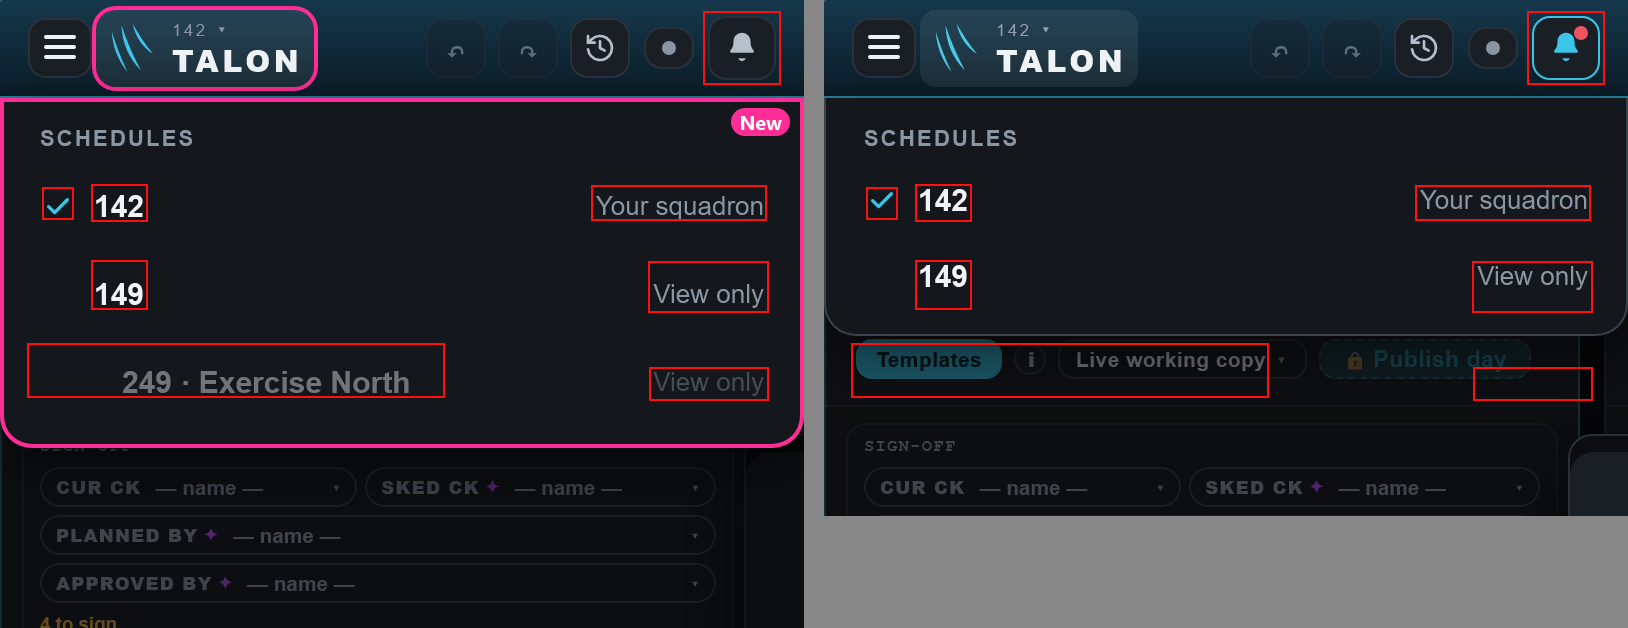 142 ▾
TALON
New
SCHEDULES
142 Your squadron
149 View only
249 · Exercise North View only
SIGN-OFF
CUR CK — name — ▾ SKED CK ✦ — name — ▾
PLANNED BY ✦ — name — ▾
APPROVED BY ✦ — name — ▾
4 to sign
142 ▾
TALON
SCHEDULES
142 Your squadron
149 View only
Templates i Live working copy ▾ Publish day
SIGN-OFF
CUR CK — name — ▾ SKED CK ✦ — name — ▾